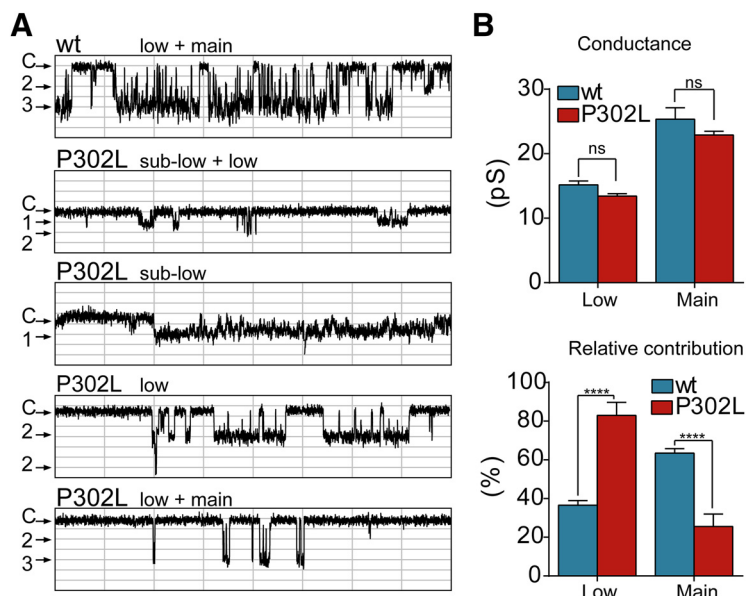 A
wt low + main
C
2
3
P302L sub-low + low
C
1
2
P302L sub-low
C
1
P302L low
C
2
2
P302L low + main
C
2
3
B
Conductance
wt
P302L
ns
ns
30
20
10
0
(pS)
Low Main
Relative contribution
wt
P302L
****
****
100
80
60
40
20
0
(%)
Low Main